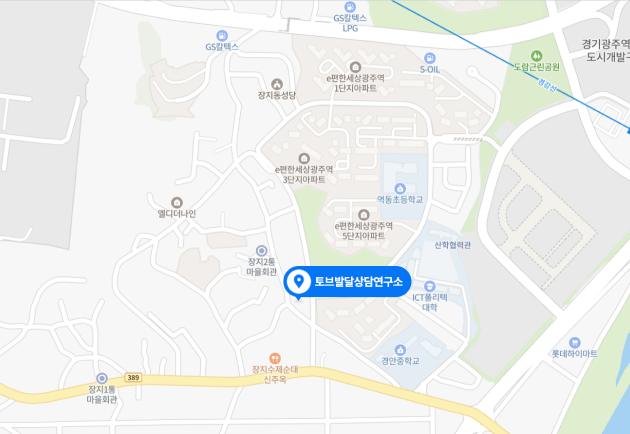 GS칼텍스
LPG
GS칼텍스
경기광주역
도시개발구
S-OIL
도람근린공원
e편한세상광주역
1단지아파트
경강선
장지동성당
e편한세상광주역
3단지아파트
역동초등학교
엘디더나인
e편한세상광주역
5단지아파트
산학협력관
장지2통
마을회관
토브발달상담연구소
ICT폴리텍
대학
롯데하이마트
경안중학교
장지수제순대
신주옥
389
장지1통
마을회관